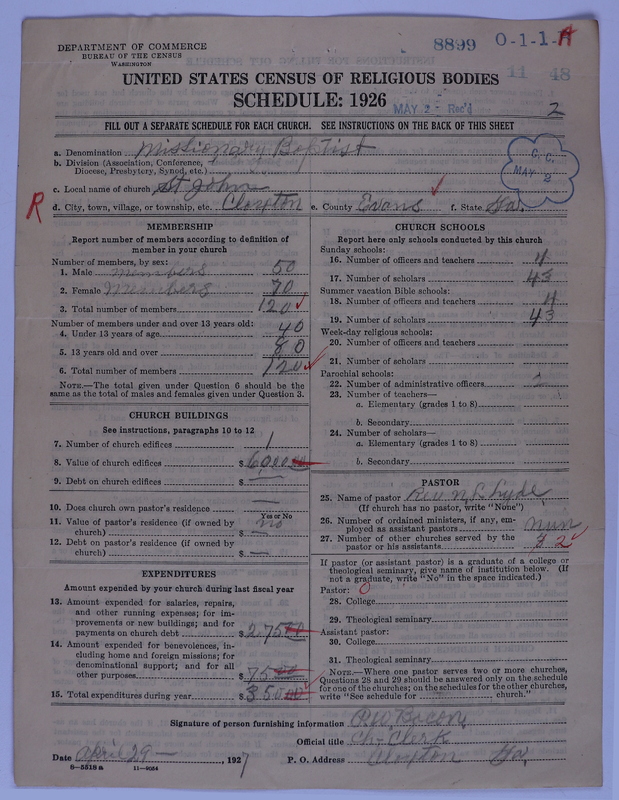 DEPARTMENT OF COMMERCE
BUREAU OF THE CENSUS
WASHINGTON
8899 0-1-1-A
11 48
UNITED STATES CENSUS OF RELIGIOUS BODIES
SCHEDULE: 1926
MAY 2 - Rec'd
2
FILL OUT A SEPARATE SCHEDULE FOR EACH CHURCH. SEE INSTRUCTIONS ON THE BACK OF THIS SHEET
a. Denomination Missionary Baptist
b. Division (Association, Conference, Diocese, Presbytery, Synod, etc.)
C. C.
MAY 2
c. Local name of church St John
R
d. City, town, village, or township, etc. Claxton e. County Evans f. State Ga.
MEMBERSHIP
Report number of members according to definition of
member in your church
Number of members, by sex:
1. Male members 50
2. Female Members 70
3. Total number of members 120
Number of members under and over 13 years old:
4. Under 13 years of age 40
5. 13 years old and over 80
6. Total number of members 120
NOTE.—The total given under Question 6 should be the
same as the total of males and females given under Question 3.
CHURCH BUILDINGS
See instructions, paragraphs 10 to 12
7. Number of church edifices 1
8. Value of church edifices $ 600.00
9. Debt on church edifices $ —
10. Does church own pastor's residence —
Yes or No
11. Value of pastor's residence (if owned by no
church) $ —
12. Debt on pastor's residence (if owned by
church) $ —
EXPENDITURES
Amount expended by your church during last fiscal year
13. Amount expended for salaries, repairs,
and other running expenses; for im-
provements or new buildings; and for
payments on church debt $ 275.00
14. Amount expended for benevolences, in-
cluding home and foreign missions; for
denominational support; and for all
other purposes $ 75.00
15. Total expenditures during year $ 350.00
CHURCH SCHOOLS
Report here only schools conducted by this church
Sunday schools:
16. Number of officers and teachers 4
17. Number of scholars 43
Summer vacation Bible schools:
18. Number of officers and teachers 4
19. Number of scholars 43
Week-day religious schools:
20. Number of officers and teachers
21. Number of scholars
Parochial schools:
22. Number of administrative officers
23. Number of teachers—
a. Elementary (grades 1 to 8)
b. Secondary
24. Number of scholars—
a. Elementary (grades 1 to 8)
b. Secondary
PASTOR
25. Name of pastor Rev.
(If church has no pastor, write "None")
26. Number of ordained ministers, if any, em-
ployed as assistant pastors nun
27. Number of other churches served by the
pastor or his assistants 3 2
If pastor (or assistant pastor) is a graduate of a college or
theological seminary, give name of institution below. (If
not a graduate, write "No" in the space indicated.)
Pastor: 0
28. College
29. Theological seminary
Assistant pastor:
30. College
31. Theological seminary
NOTE.—Where one pastor serves two or more churches,
Questions 28 and 29 should be answered only on the schedule
for one of the churches; on the schedules for the other churches,
write "See schedule for church."
Signature of person furnishing information Bacon
Official title Ch-Clerk
Date April 29 — , 1927 P. O. Address Claxton Ga.
8-5518 a 11-9054